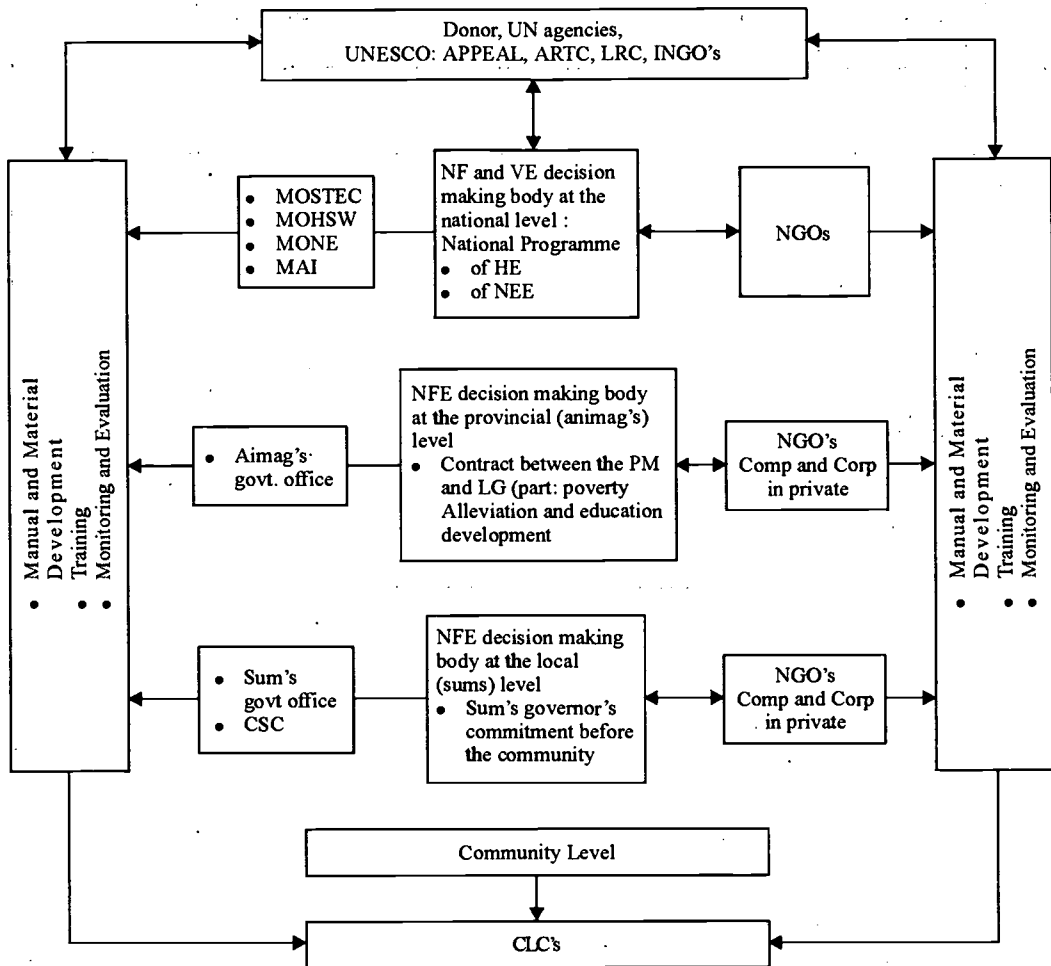 Donor, UN agencies,
UNESCO: APPEAL, ARTC, LRC, INGO's
• MOSTEC
• MOHSW
• MONE
• MAI
NF and VE decision
making body at the
national level :
National Programme
• of HE
• of NEE
NGOs
• Manual and Material
Development
Training
• Monitoring and Evaluation
• Aimag's
govt. office
NFE decision making body
at the provincial (animag's)
level
• Contract between the PM
and LG (part: poverty
Alleviation and education
development
NGO's
Comp and Corp
in private
• Manual and Material
Development
Training
• Monitoring and Evaluation
• Sum's
govt office
• CSC
NFE decision making
body at the local
(sums) level
• Sum's governor's
commitment before
the community
NGO's
Comp and Corp
in private
Community Level
CLC's